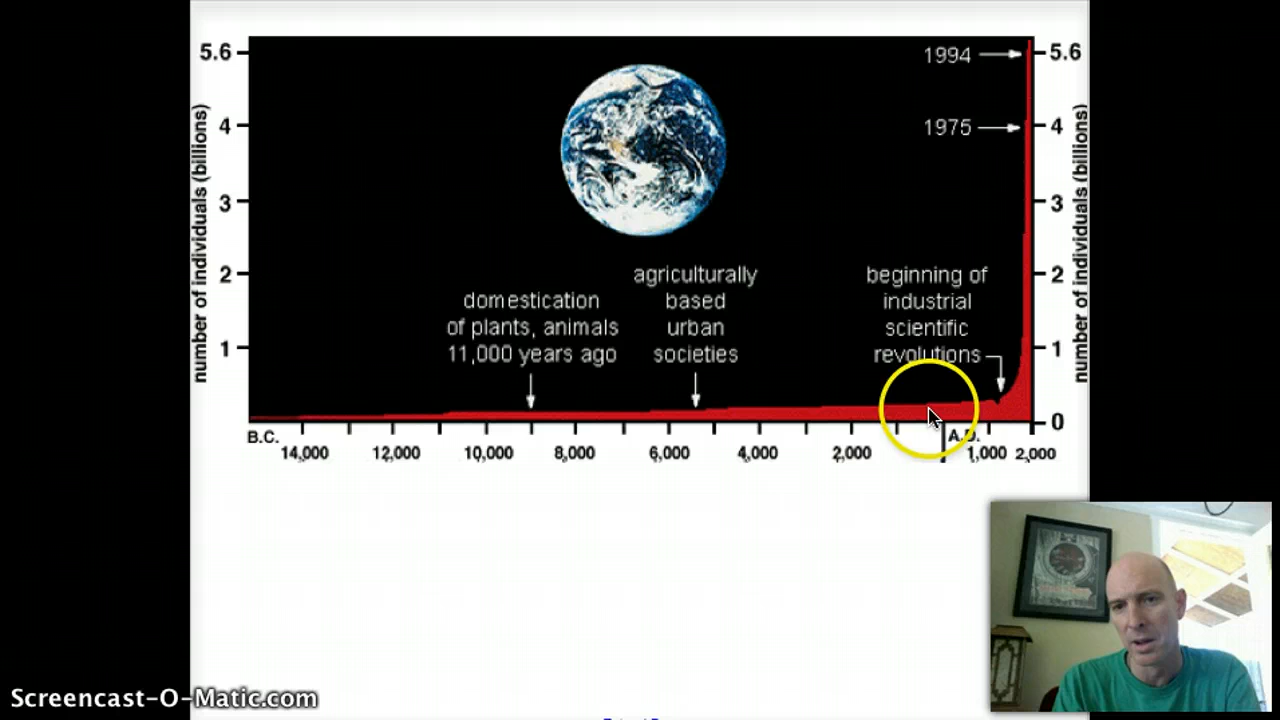 5.6
4
3
2
1
number of individuals (billions)
1994
1975
5.6
4
3
2
1
0
number of individuals (billions)
domestication
of plants, animals
11,000 years ago
agriculturally
based
urban
societies
beginning of
industrial
scientific
revolutions
B.C.
A.D.
14,000 12,000 10,000 8,000 6,000 4,000 2,000 1,000 2,000
Screencast-O-Matic.com